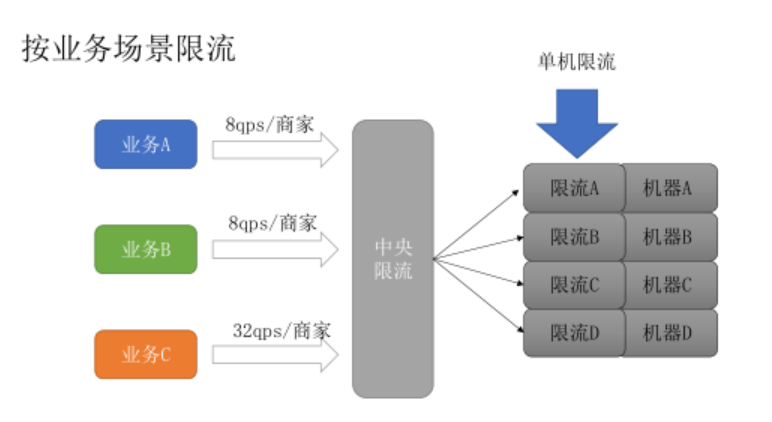 按业务场景限流
单机限流
8qps/商家
业务A
8qps/商家
业务B
32qps/商家
业务C
中央
限流
限流A 机器A
限流B 机器B
限流C 机器C
限流D 机器D